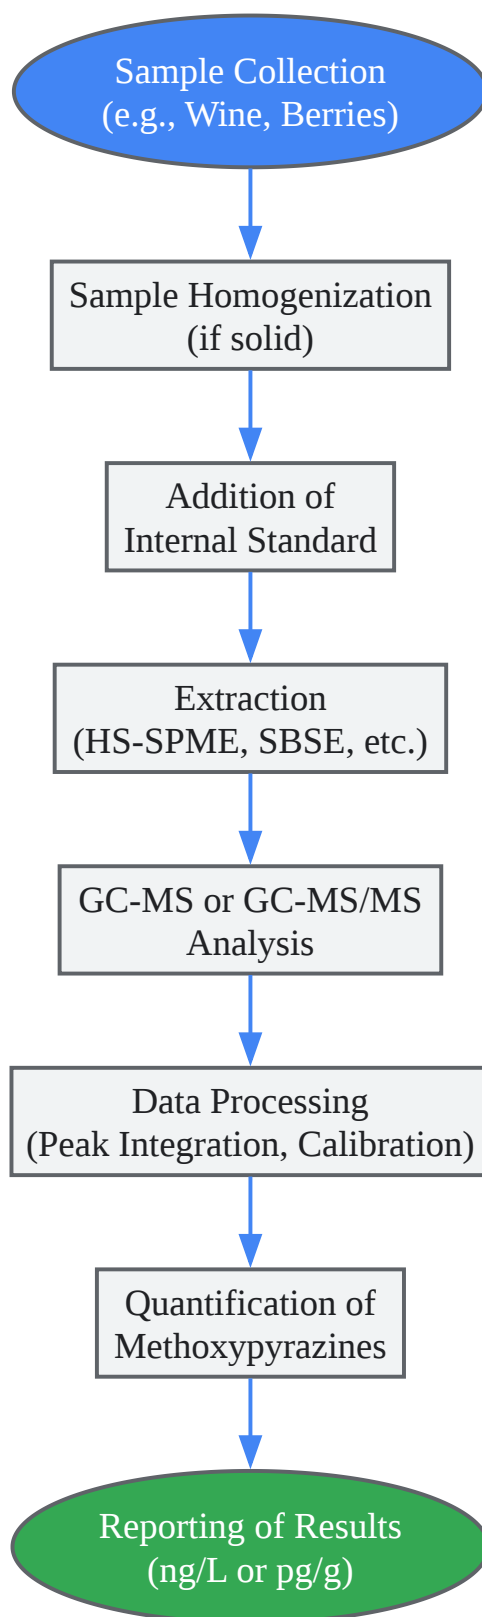 Sample Collection
(e.g., Wine, Berries)
Sample Homogenization
(if solid)
Addition of
Internal Standard
Extraction
(HS-SPME, SBSE, etc.)
GC-MS or GC-MS/MS
Analysis
Data Processing
(Peak Integration, Calibration)
Quantification of
Methoxypyrazines
Reporting of Results
(ng/L or pg/g)